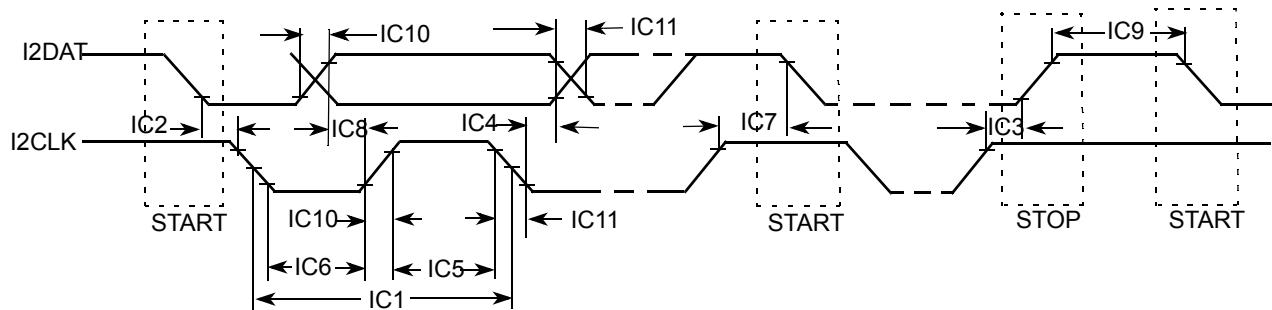 IC10 IC11 IC9
I2DAT
IC2 IC8 IC4 IC7 IC3
I2CLK
START IC10 IC11 START STOP START
IC6 IC5
IC1